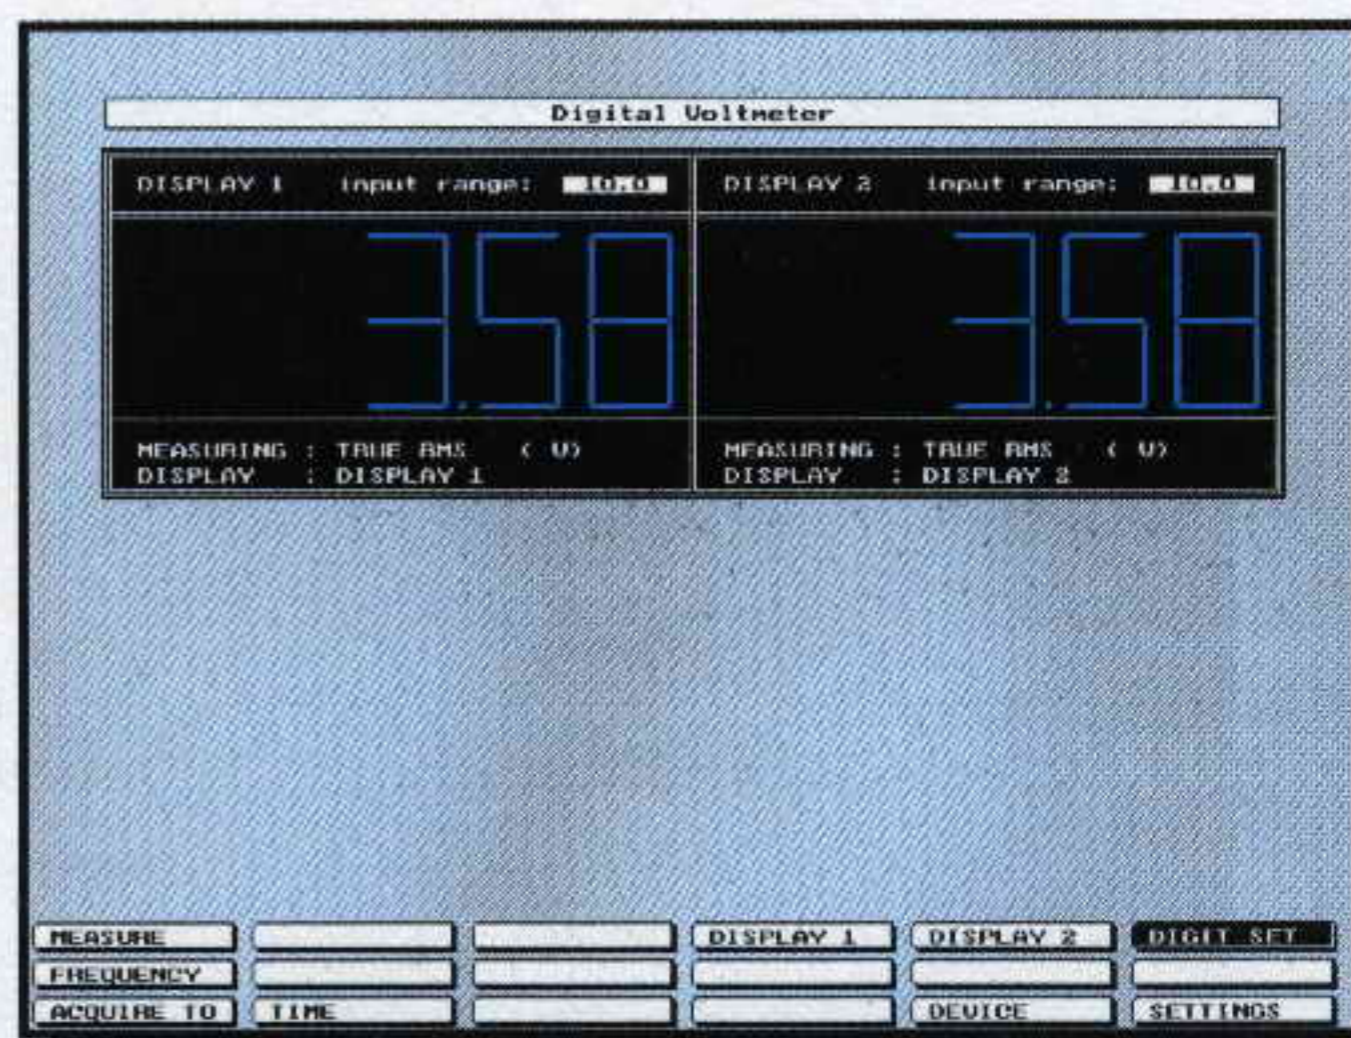 Digital Voltmeter
DISPLAY 1 input range: 10.0
DISPLAY 2 input range: 10.0
3.58
3.58
MEASURING : TRUE RMS ( V)
DISPLAY : DISPLAY 1
MEASURING : TRUE RMS ( V)
DISPLAY : DISPLAY 2
MEASURE DISPLAY 1 DISPLAY 2 DIGIT SET
FREQUENCY
ACQUIRE TO TIME DEVICE SETTINGS